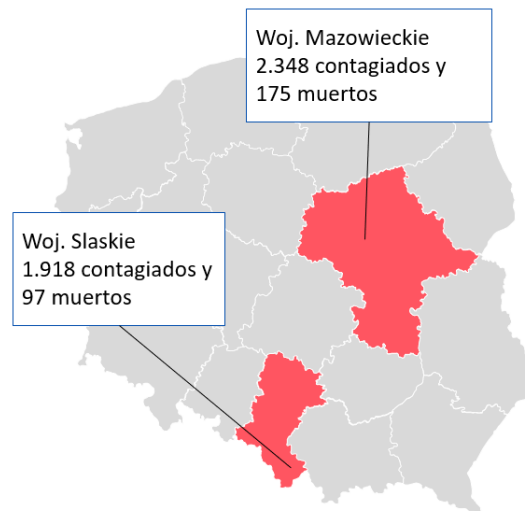 Woj. Mazowieckie
2.348 contagiados y
175 muertos
Woj. Slaskie
1.918 contagiados y
97 muertos